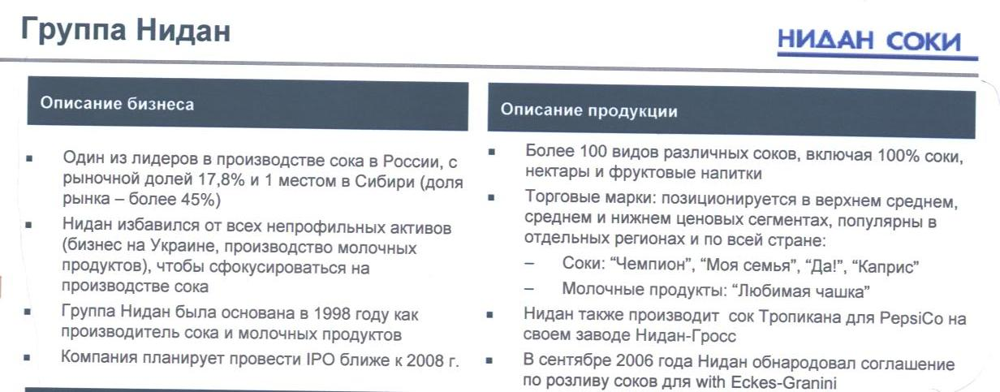 Группа Нидан
НИДАН СОКИ
Описание бизнеса
Один из лидеров в производстве сока в России, с
рыночной долей 17,8% и 1 местом в Сибири (доля
рынка – более 45%)
Нидан избавился от всех непрофильных активов
(бизнес на Украине, производство молочных
продуктов), чтобы сфокусироваться на
производстве сока
Группа Нидан была основана в 1998 году как
производитель сока и молочных продуктов
Компания планирует провести IPO ближе к 2008 г.
Описание продукции
Более 100 видов различных соков, включая 100% соки,
нектары и фруктовые напитки
Торговые марки: позиционируется в верхнем среднем,
среднем и нижнем ценовых сегментах, популярны в
отдельных регионах и по всей стране:
– Соки: “Чемпион”, “Моя семья”, “Да!”, “Каприс”
– Молочные продукты: “Любимая чашка”
Нидан также производит сок Тропикана для PepsiCo на
своем заводе Нидан-Гросс
В сентябре 2006 года Нидан обнародовал соглашение
по розливу соков для with Eckes-Granini